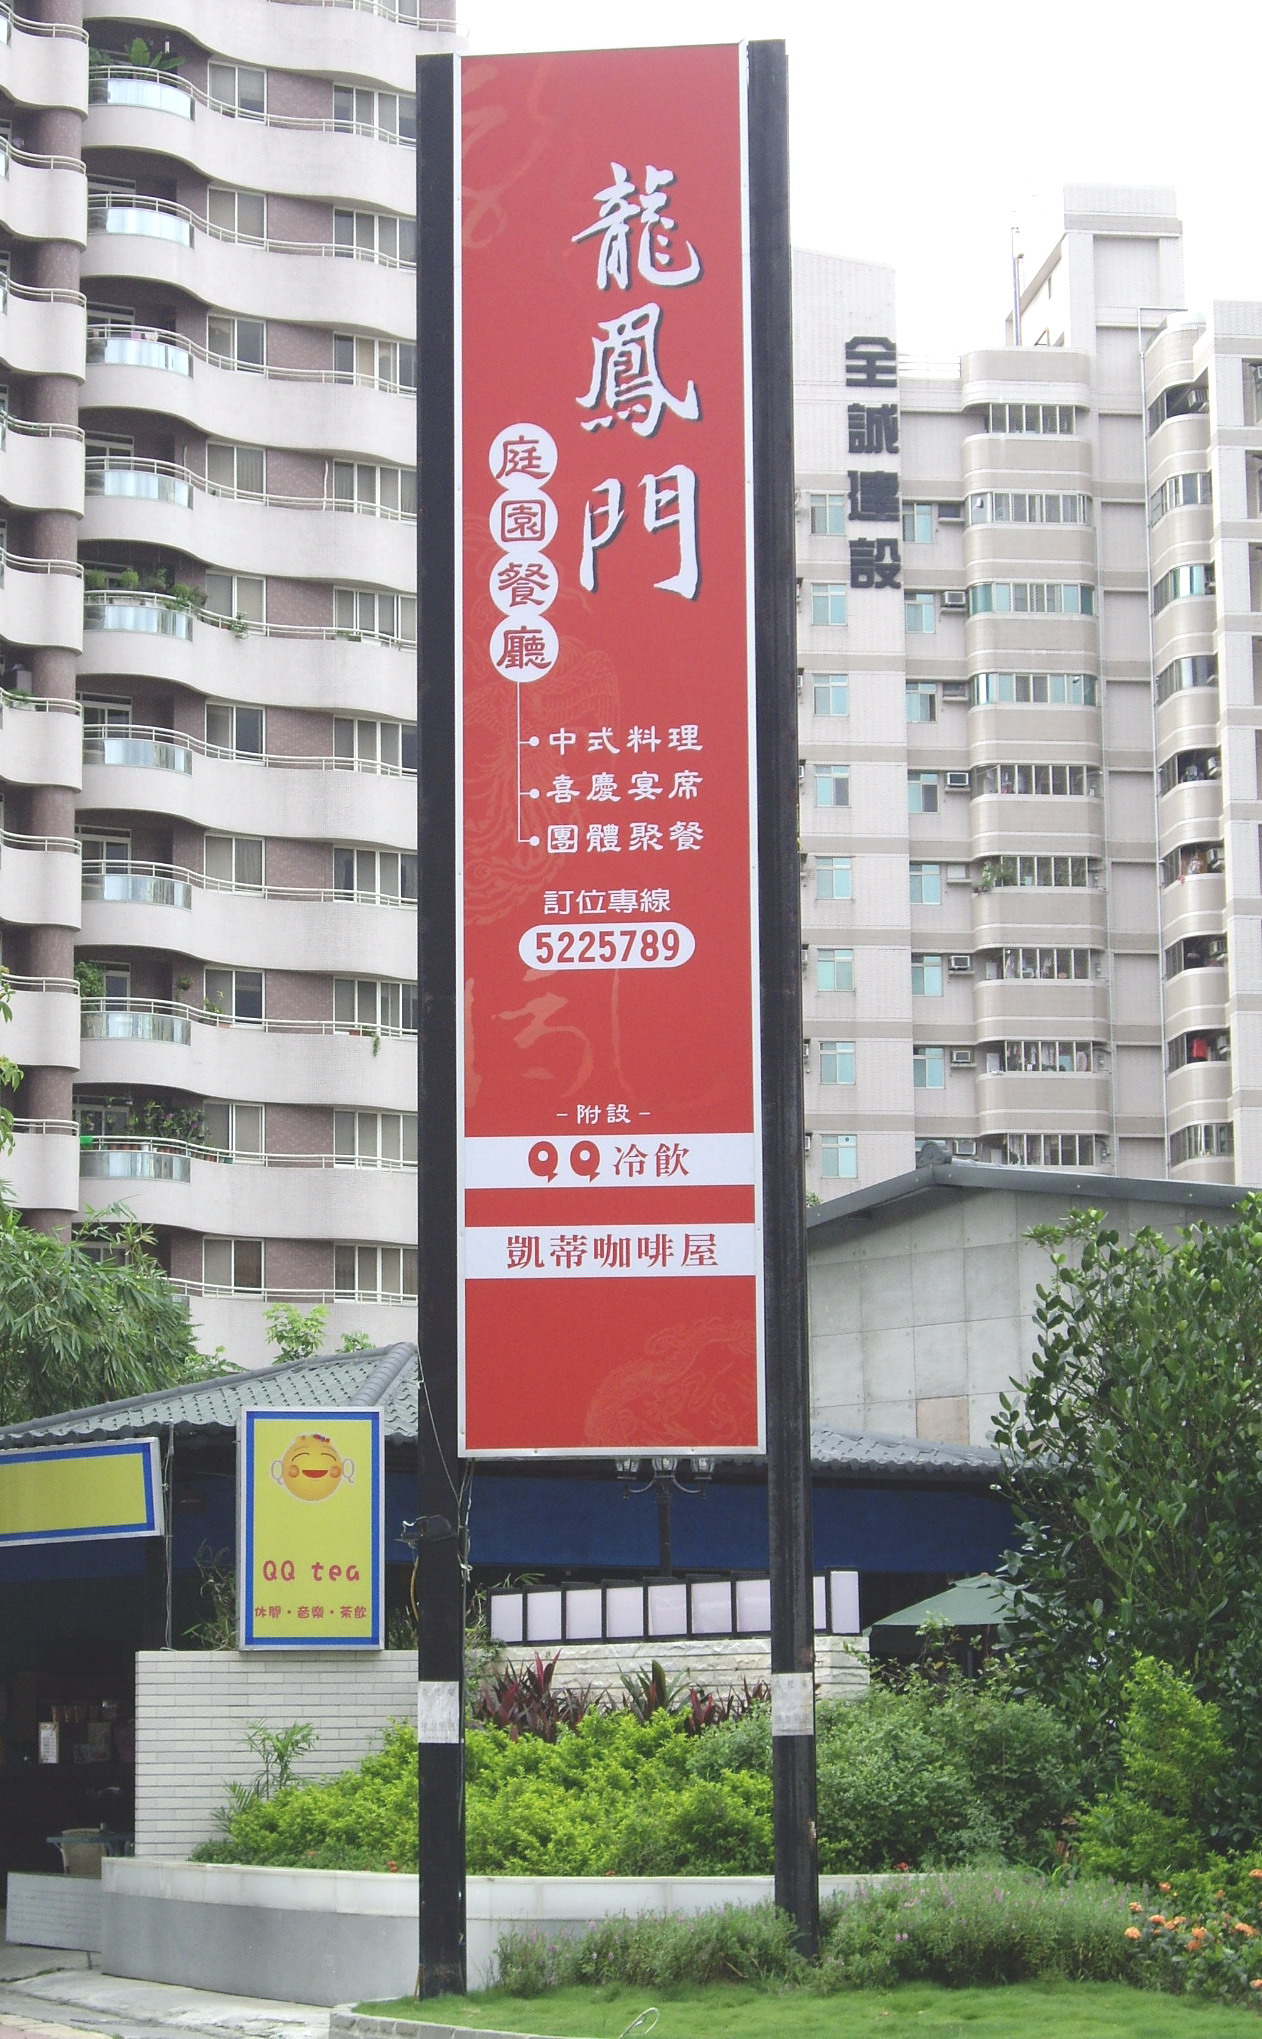 龍鳳門
庭園餐廳
中式料理
喜慶宴席
團體聚餐
訂位專線
5225789
-附設-
QQ冷飲
凱蒂咖啡屋
全誠建設
Q Q
QQ tea
休閒·音樂·茶飲